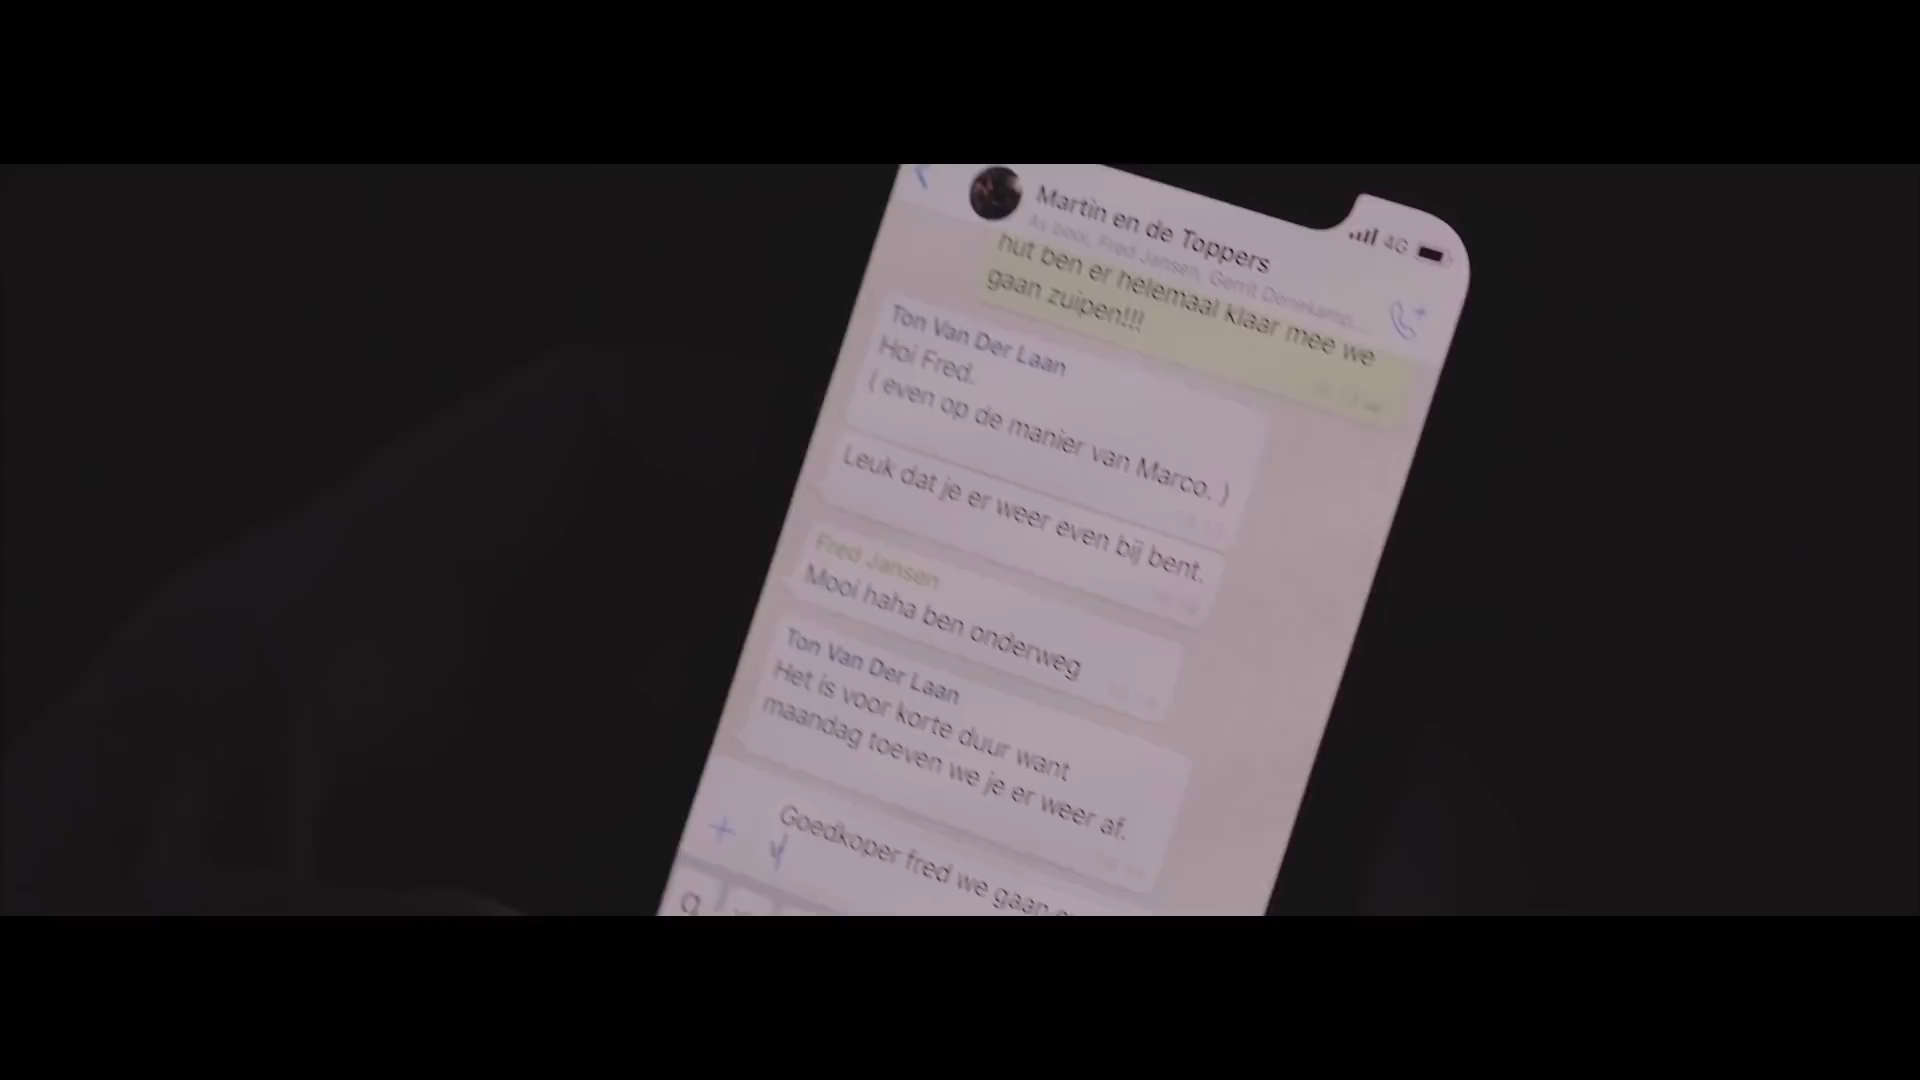 Martin en de Toppers
4G
Fred Jansen, Gerrit
hut ben er helemaal klaar mee we
gaan zuipen!!!
Ton Van Der Laan
Hoi Fred.
( even op de manier van Marco. )
Leuk dat je er weer even bij bent.
Fred Jansen
Mooi haha ben onderweg
Ton Van Der Laan
Het is voor korte duur want
maandag toeven we je er weer af.
Goedkoper fred we gaan
q